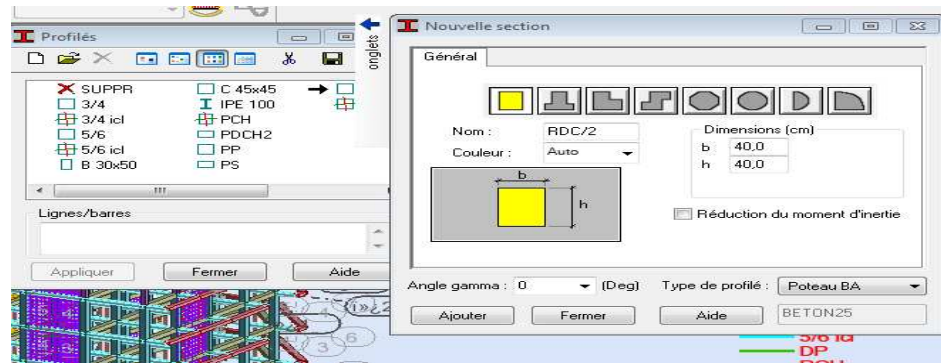 Profilés
SUPPR
3/4
3/4 icl
5/6
5/6 icl
B 30x50
C 45x45
IPE 100
PCH
PDCH2
PP
PS
Lignes/barres
Appliquer
Fermer
Aide
onglets
Nouvelle section
Général
Nom :
RDC/2
Couleur :
Auto
b
h
Dimensions (cm)
b 40,0
h 40,0
Réduction du moment d'inertie
Angle gamma : 0 (Deg)
Type de profilé : Poteau BA
Ajouter
Fermer
Aide
BETON25
5/6 icl
DP